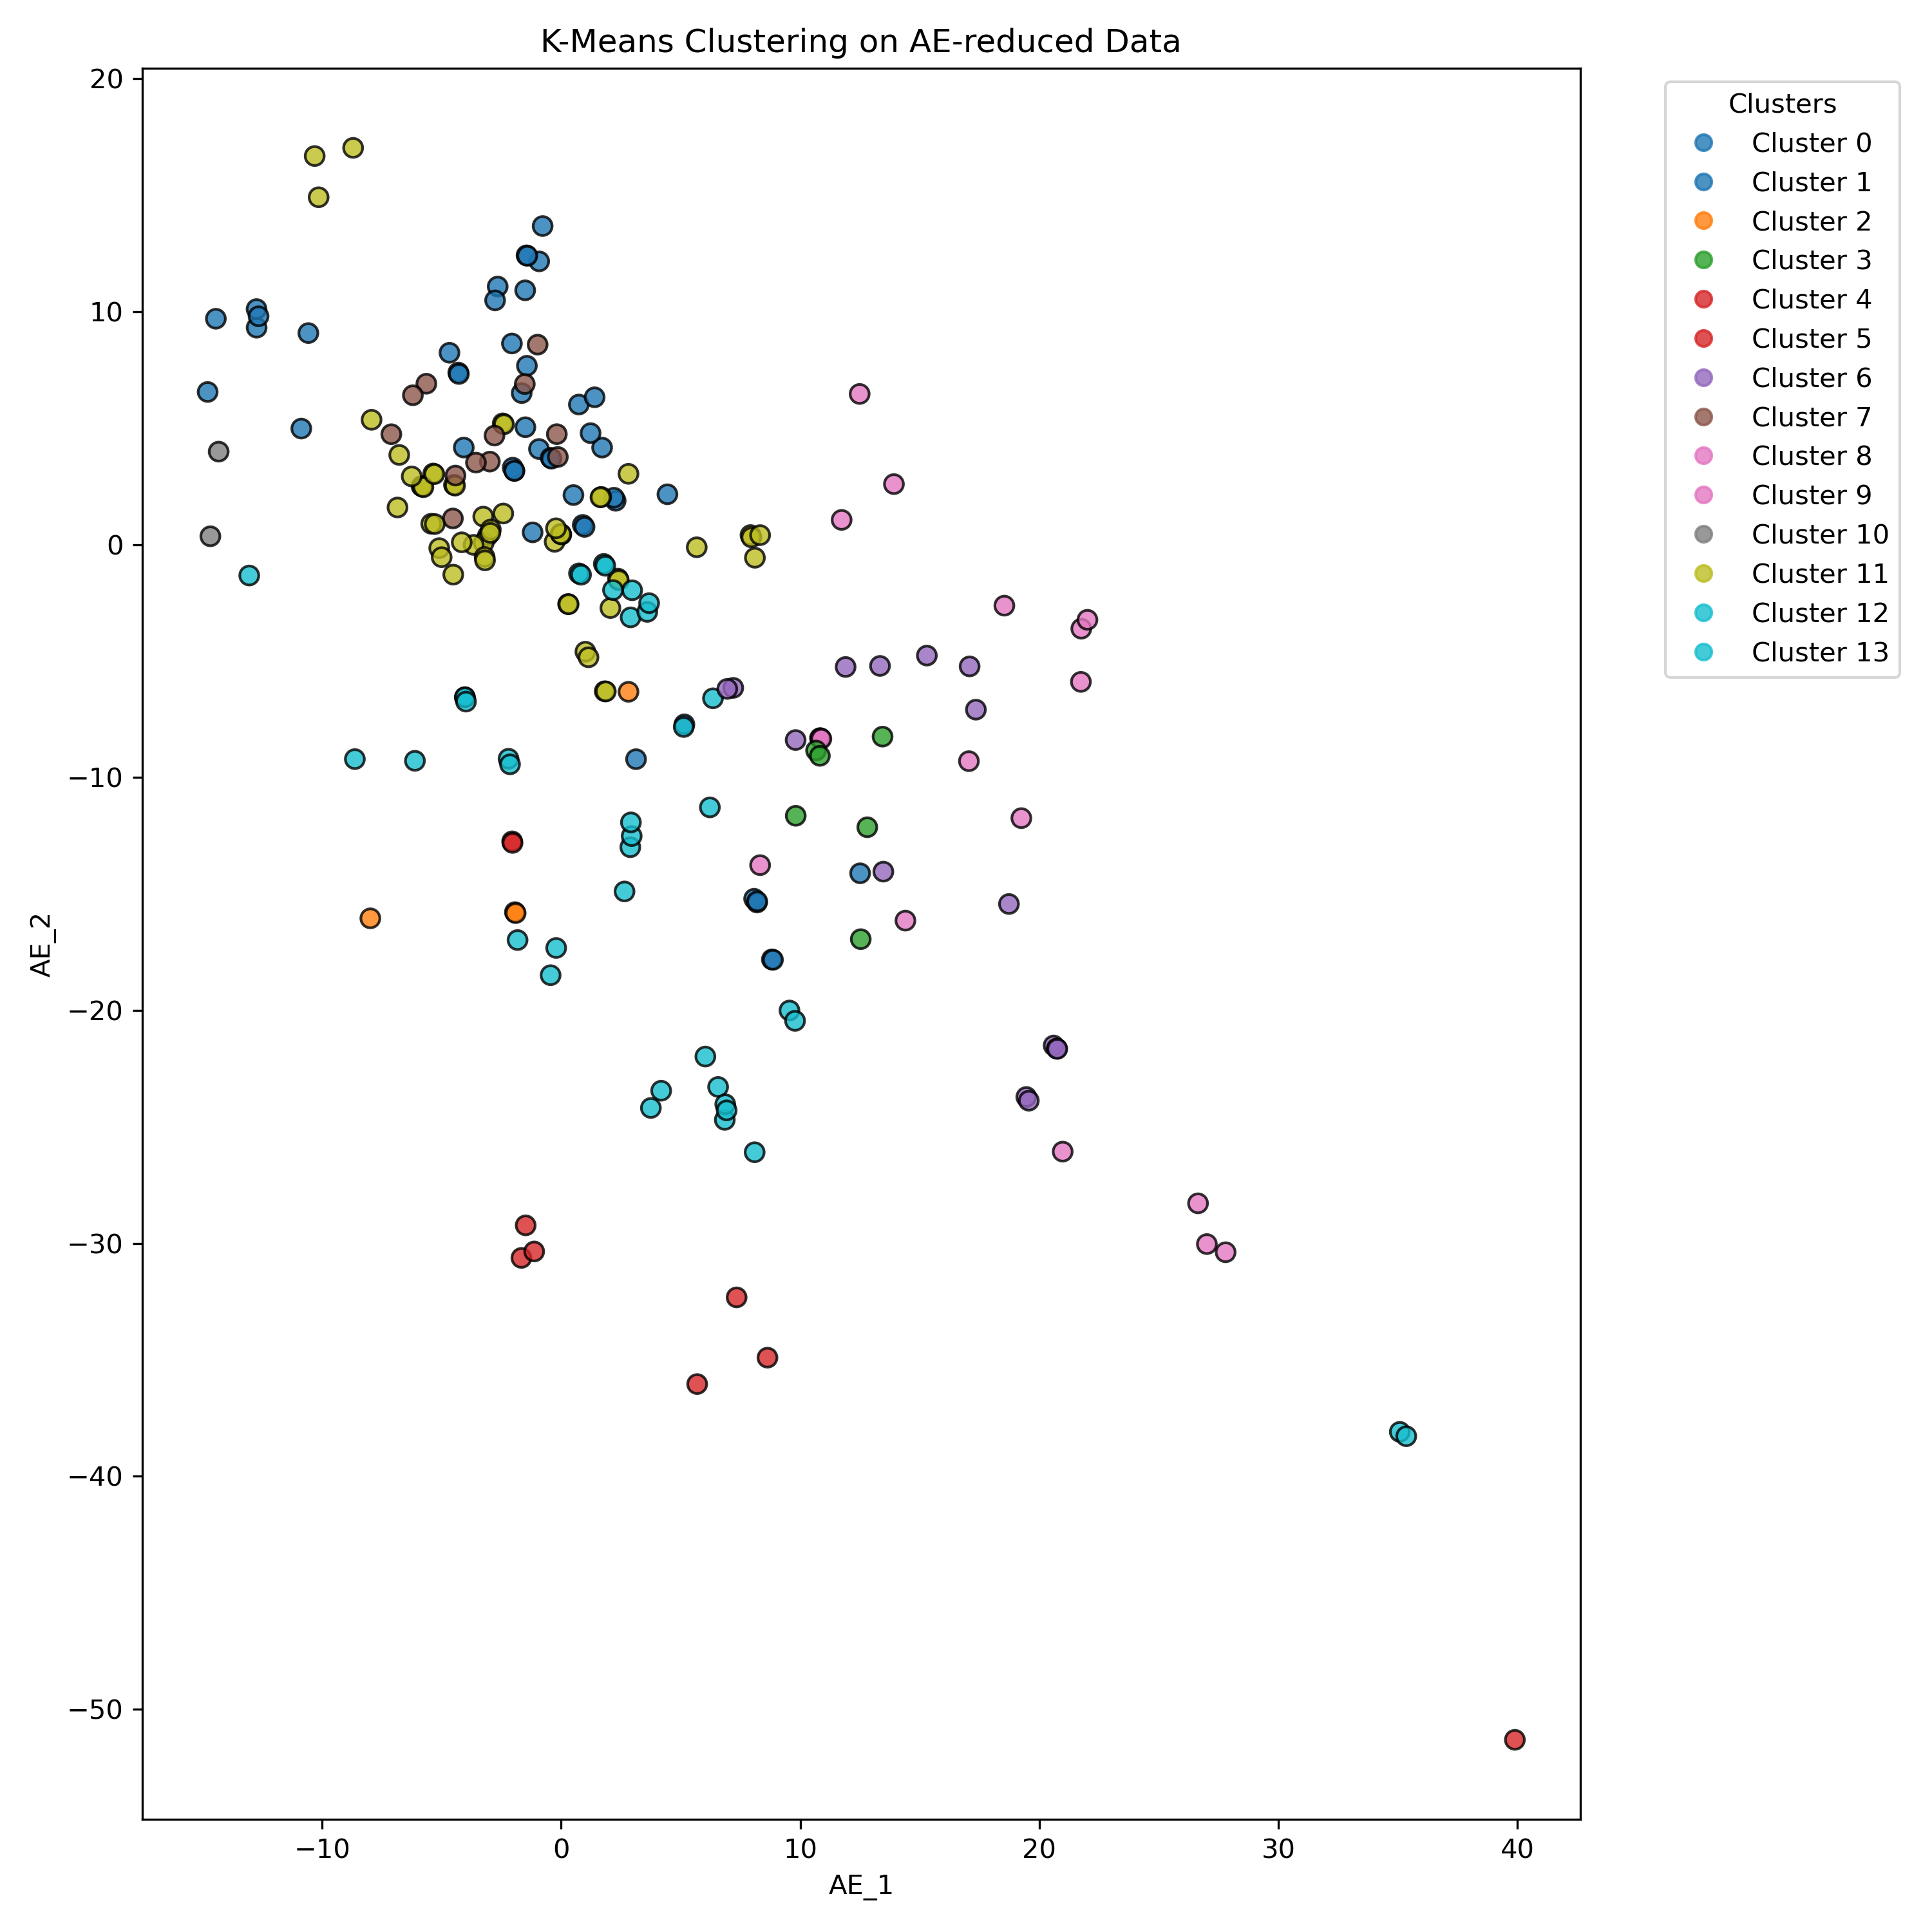 K-Means Clustering on AE-reduced Data
20
10
0
−10
−20
−30
−40
−50
AE_2
−10
0
10
20
30
40
AE_1
Clusters
Cluster 0
Cluster 1
Cluster 2
Cluster 3
Cluster 4
Cluster 5
Cluster 6
Cluster 7
Cluster 8
Cluster 9
Cluster 10
Cluster 11
Cluster 12
Cluster 13